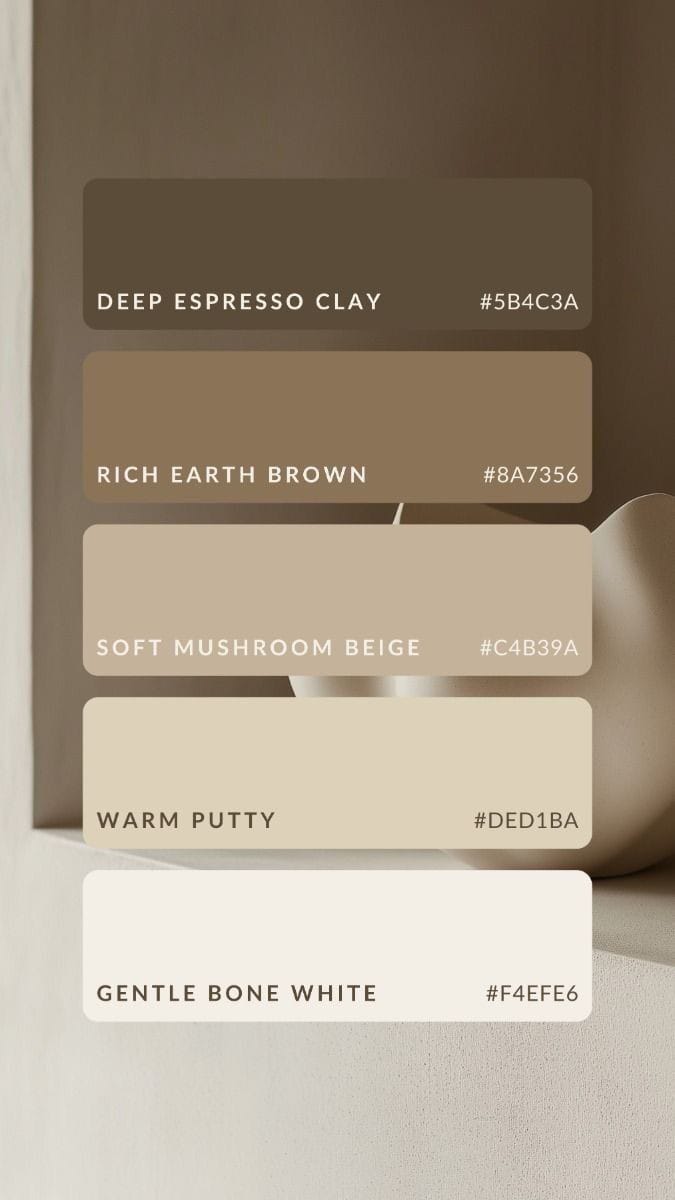 DEEP ESPRESSO CLAY #5B4C3A
RICH EARTH BROWN #8A7356
SOFT MUSHROOM BEIGE #C4B39A
WARM PUTTY #DED1BA
GENTLE BONE WHITE #F4EFE6